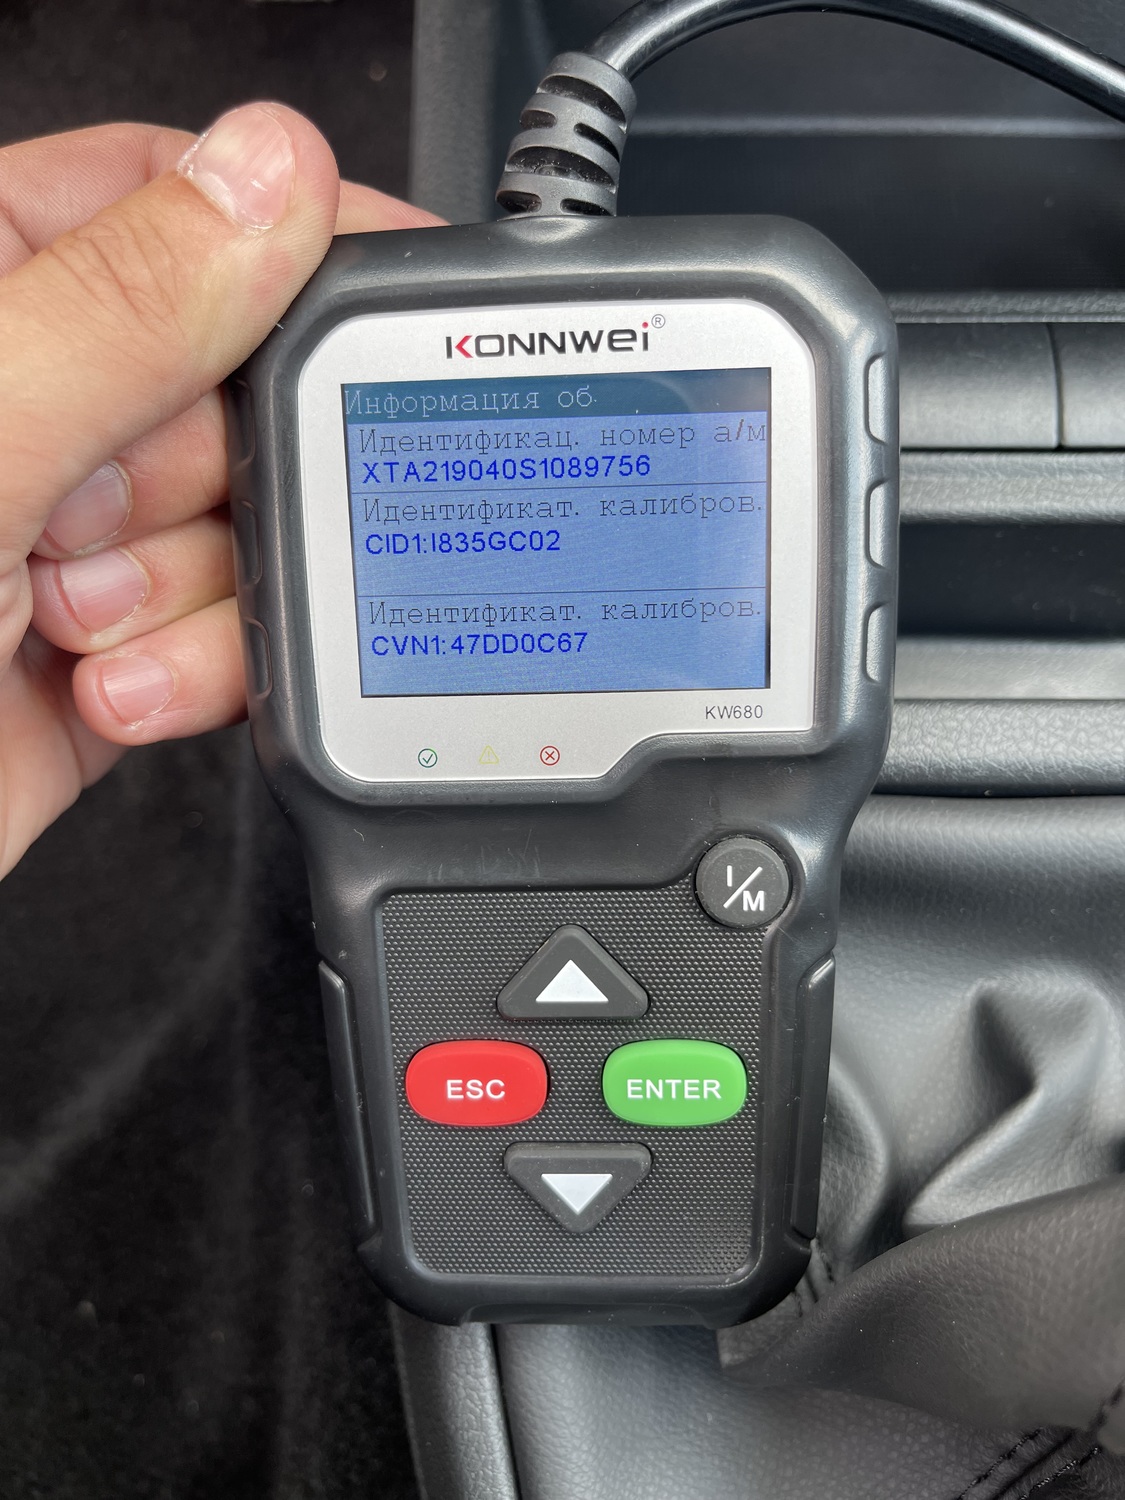 KONNWEI®
Информация об.
Идентификац. номер а/м
XTA219040S1089756
Идентификат. калибров.
CID1:I835GC02
Идентификат. калибров.
CVN1:47DD0C67
KW680
I/M
ESC
ENTER